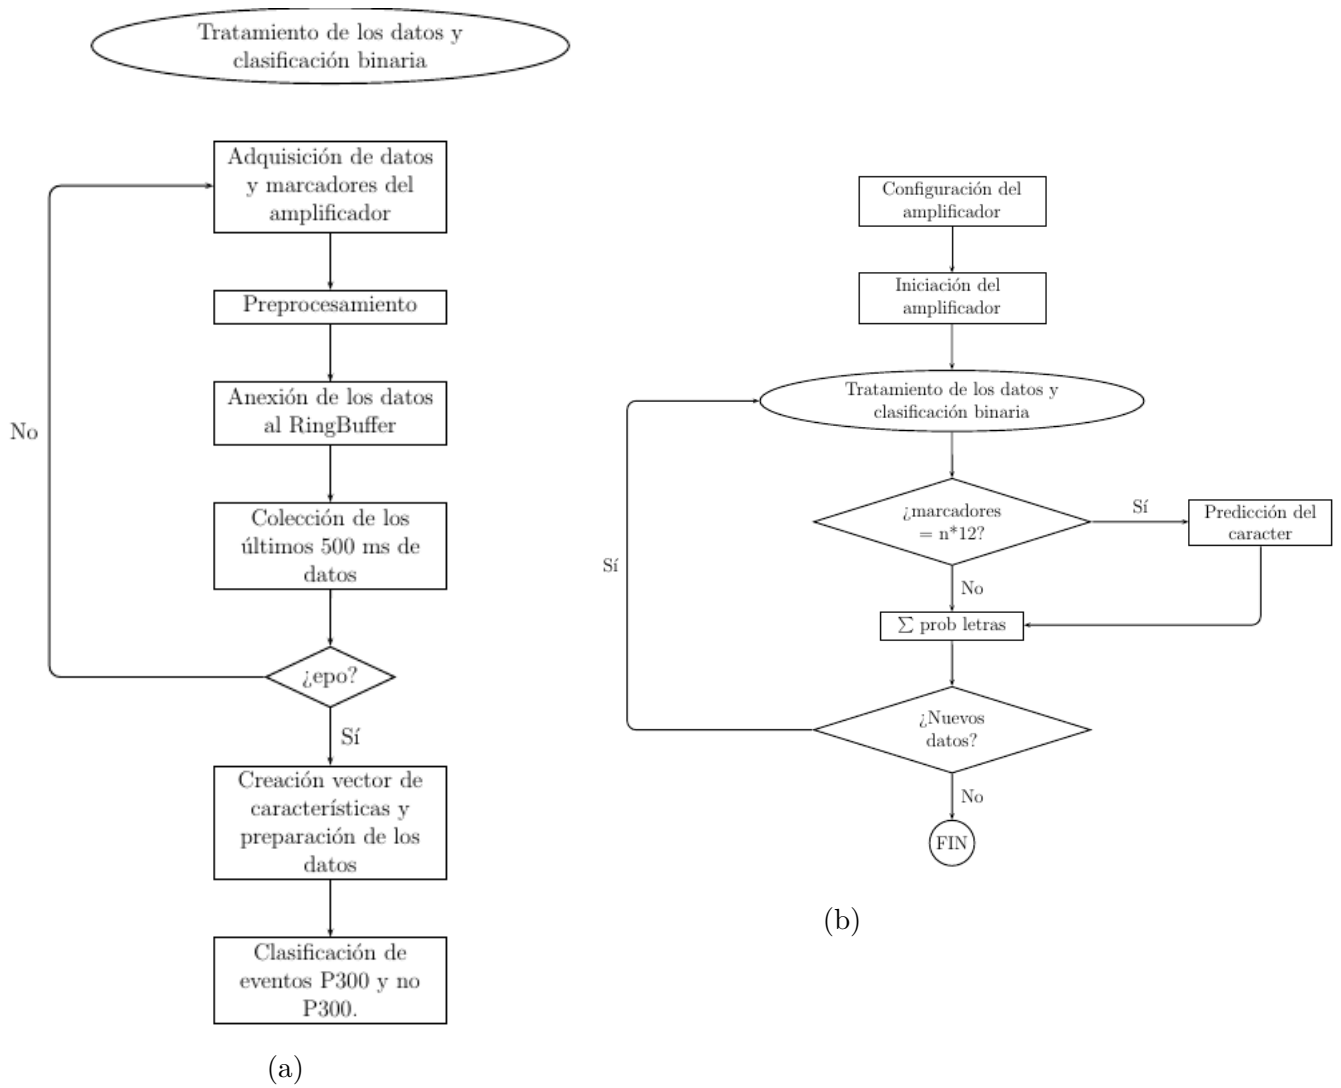 Tratamiento de los datos y
clasificación binaria
Adquisición de datos
y marcadores del
amplificador
Preprocesamiento
Anexión de los datos
al RingBuffer
No
Colección de los
últimos 500 ms de
datos
¿epo?
Sí
Creación vector de
características y
preparación de los
datos
Clasificación de
eventos P300 y no
P300.
(a)
Configuración del
amplificador
Iniciación del
amplificador
Tratamiento de los datos y
clasificación binaria
¿marcadores
= n*12?
Sí
Predicción del
caracter
Sí
No
∑ prob letras
¿Nuevos
datos?
No
FIN
(b)